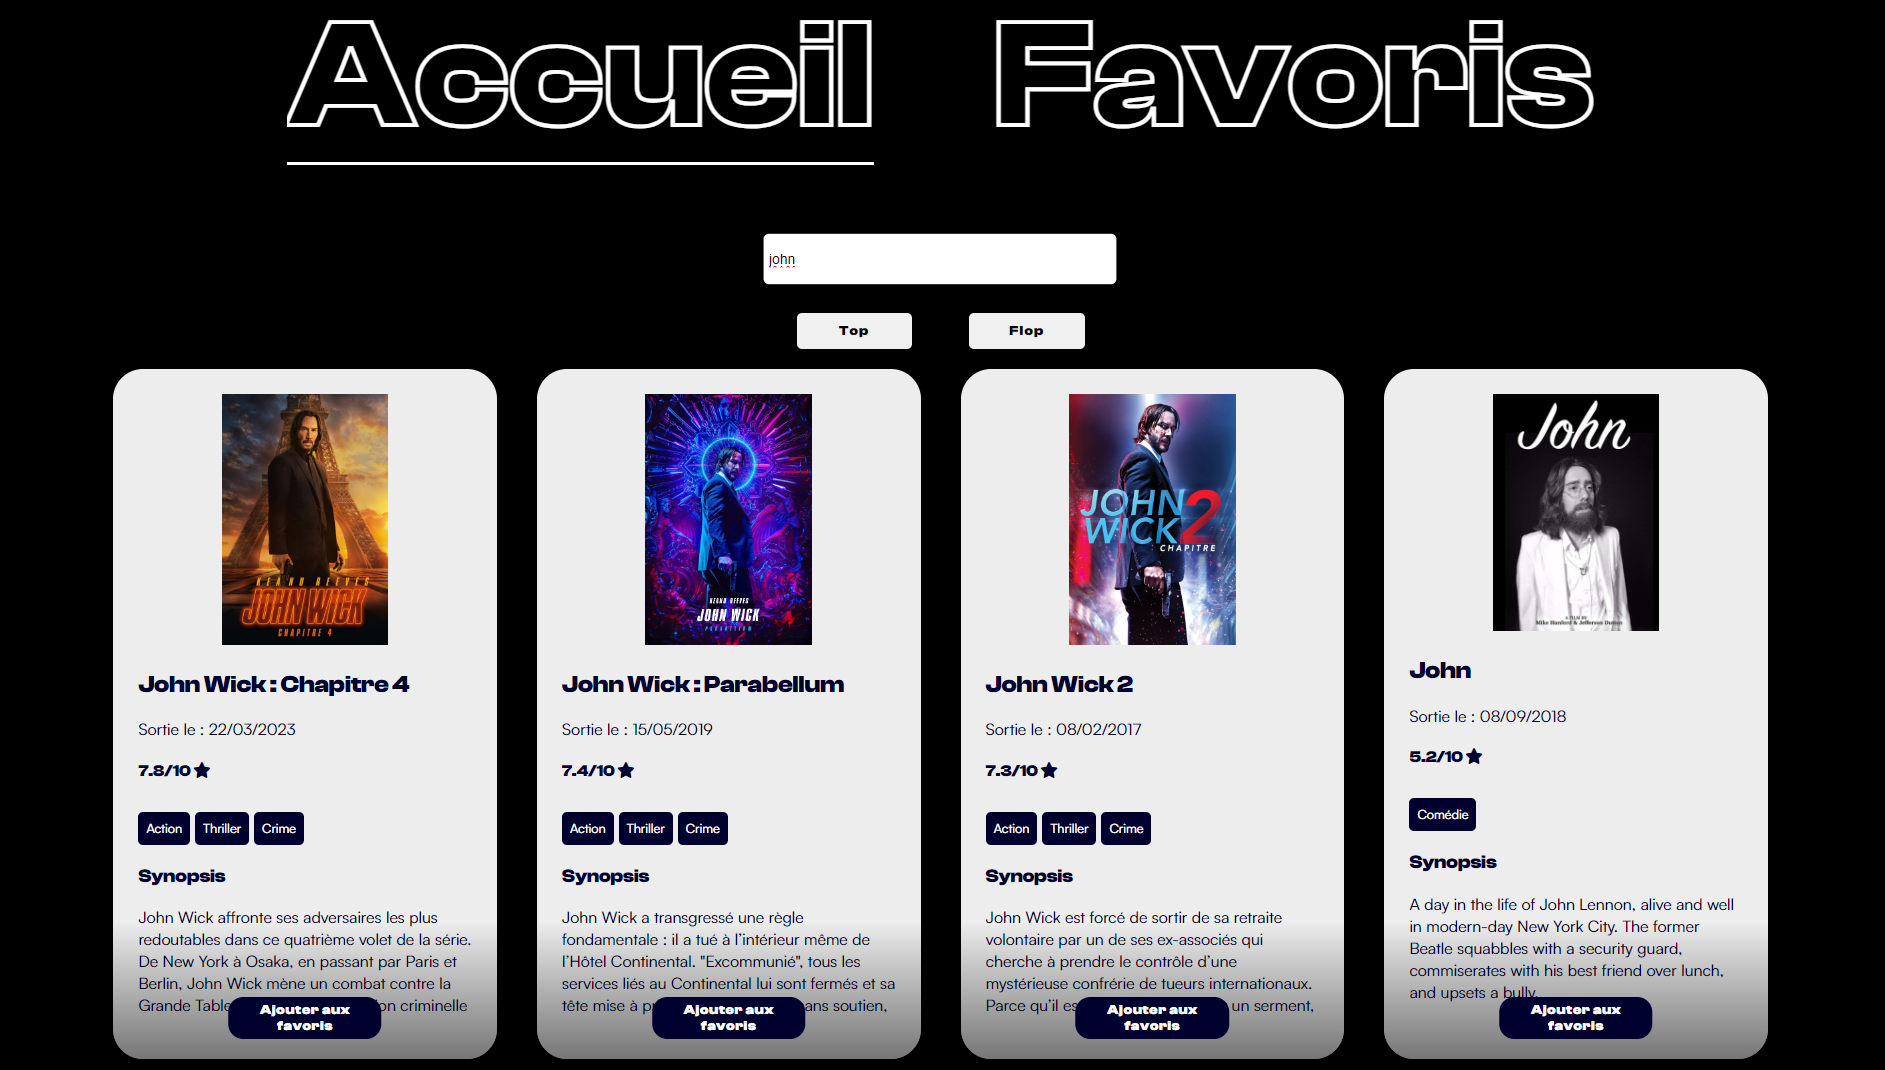 Accueil Favoris
john
Top Flop
KEANU REEVES
JOHN WICK
CHAPITRE 4
John Wick : Chapitre 4
Sortie le : 22/03/2023
7.8/10
Action Thriller Crime
Synopsis
John Wick affronte ses adversaires les plus
redoutables dans ce quatrième volet de la série.
De New York à Osaka, en passant par Paris et
Berlin, John Wick mène un combat contre la
Grande Table on criminelle
Ajouter aux
favoris
KEANU REEVES
JOHN WICK
PARABELLUM
John Wick : Parabellum
Sortie le : 15/05/2019
7.4/10
Action Thriller Crime
Synopsis
John Wick a transgressé une règle
fondamentale : il a tué à l’intérieur même de
l’Hôtel Continental. "Excommunié", tous les
services liés au Continental lui sont fermés et sa
tête mise à ans soutien,
Ajouter aux
favoris
JOHN
WICK 2
CHAPITRE
John Wick 2
Sortie le : 08/02/2017
7.3/10
Action Thriller Crime
Synopsis
John Wick est forcé de sortir de sa retraite
volontaire par un de ses ex-associés qui
cherche à prendre le contrôle d’une
mystérieuse confrérie de tueurs internationaux.
Parce qu’il es un serment,
Ajouter aux
favoris
John
A FILM BY
Mike Hanford & Jefferson Dutton
John
Sortie le : 08/09/2018
5.2/10
Comédie
Synopsis
A day in the life of John Lennon, alive and well
in modern-day New York City. The former
Beatle squabbles with a security guard,
commiserates with his best friend over lunch,
and upsets a bully.
Ajouter aux
favoris